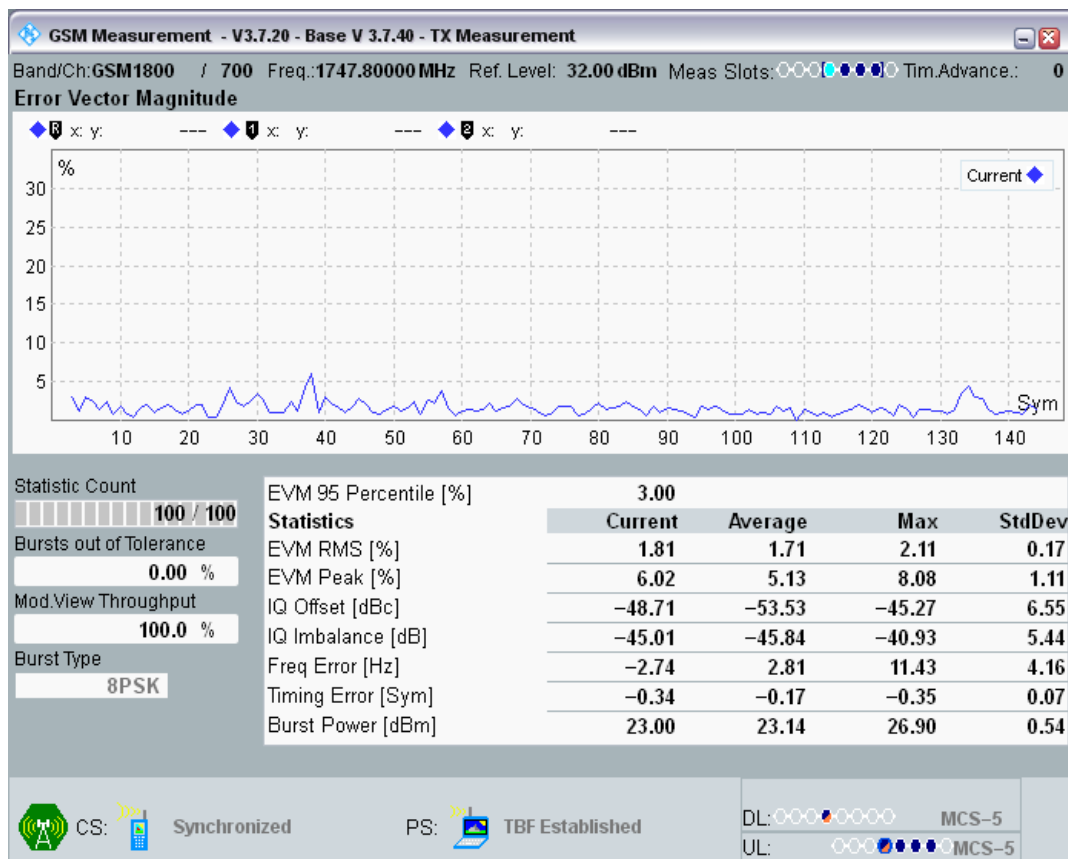 GSM Measurement - V3.7.20 - Base V 3.7.40 - TX Measurement
Band/Ch:GSM1800 / 700 Freq.:1747.80000 MHz Ref. Level: 32.00 dBm Meas Slots: Tim.Advance.: 0
Error Vector Magnitude
R x: y: --- 1 x: y: --- 2 x: y: ---
%
Current
30
25
20
15
10
5
Sym
10 20 30 40 50 60 70 80 90 100 110 120 130 140
Statistic Count
100 / 100
Bursts out of Tolerance
0.00 %
Mod.View Throughput
100.0 %
Burst Type
8PSK
EVM 95 Percentile [%] 3.00
Statistics Current Average Max StdDev
EVM RMS [%] 1.81 1.71 2.11 0.17
EVM Peak [%] 6.02 5.13 8.08 1.11
IQ Offset [dBc] −48.71 −53.53 −45.27 6.55
IQ Imbalance [dB] −45.01 −45.84 −40.93 5.44
Freq Error [Hz] −2.74 2.81 11.43 4.16
Timing Error [Sym] −0.34 −0.17 −0.35 0.07
Burst Power [dBm] 23.00 23.14 26.90 0.54
CS: Synchronized PS: TBF Established
DL: MCS−5
UL: MCS−5